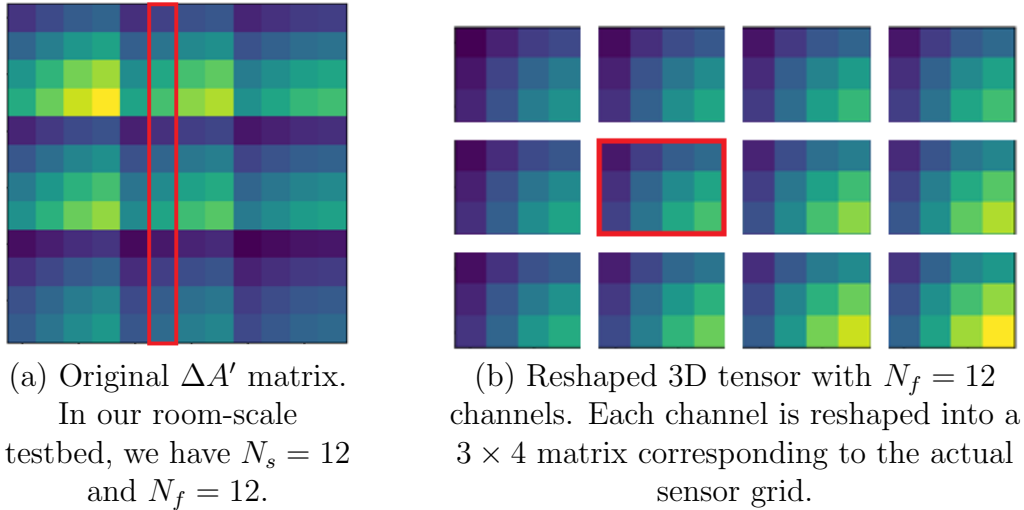 (a) Original ΔA′ matrix.
In our room-scale
testbed, we have N_s = 12
and N_f = 12.
(b) Reshaped 3D tensor with N_f = 12
channels. Each channel is reshaped into a
3 × 4 matrix corresponding to the actual
sensor grid.